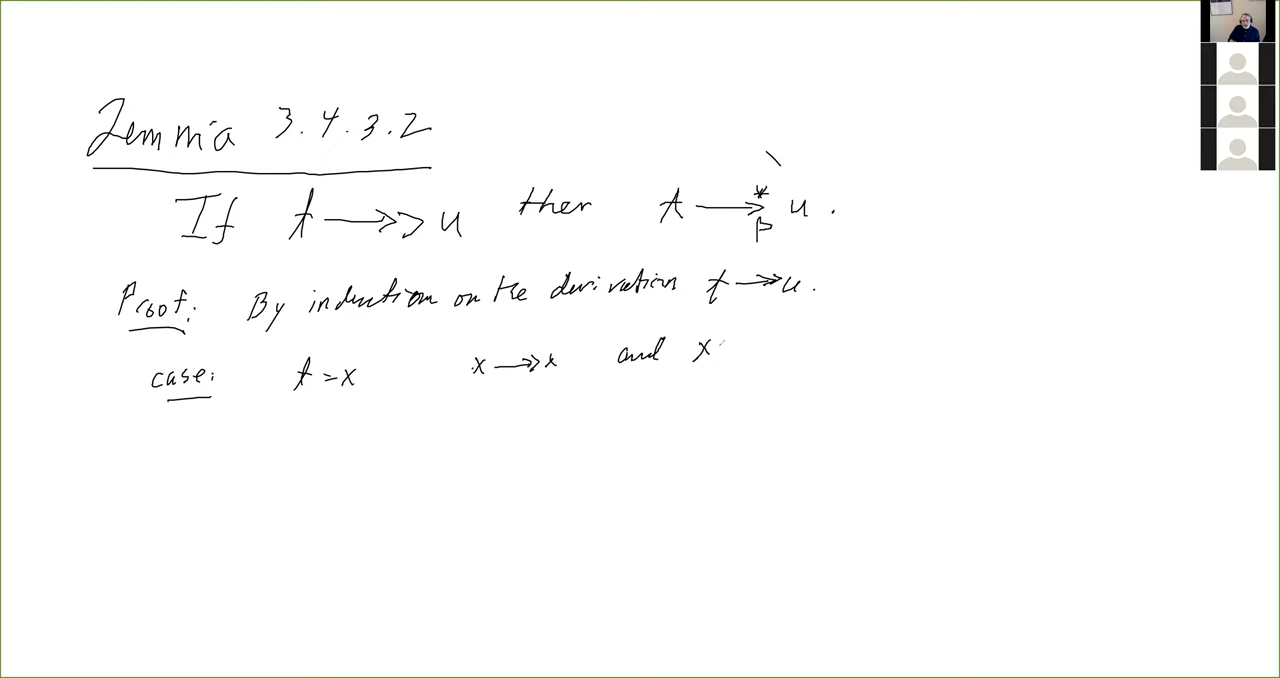 Lemma 3.4.3.2
If t ↠ u then t →*β u .
Proof: By induction on the derivation t ↠ u .
case: t = x x ↠ x and x